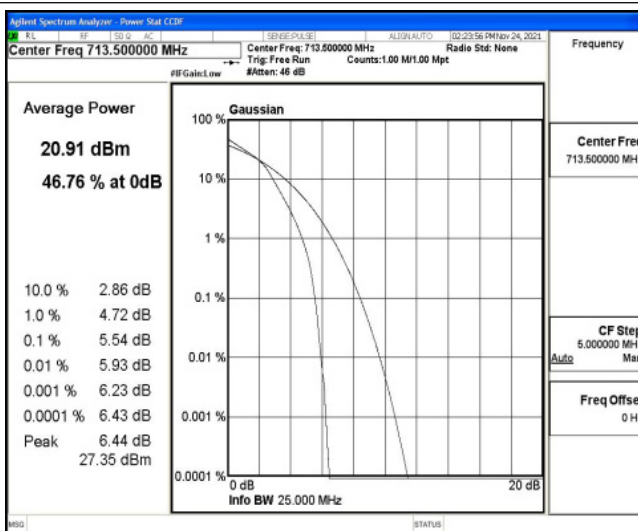 Agilent Spectrum Analyzer - Power Stat CCDF
RL RF 50 Ω AC SENSE:PULSE ALIGNAUTO 02:23:56 PM Nov 24, 2021
Center Freq 713.500000 MHz
Center Freq: 713.500000 MHz Radio Std: None
Trig: Free Run Counts:1.00 M/1.00 Mpt
#IFGain:Low #Atten: 46 dB
Frequency
Average Power
20.91 dBm
46.76 % at 0dB
10.0 % 2.86 dB
1.0 % 4.72 dB
0.1 % 5.54 dB
0.01 % 5.93 dB
0.001 % 6.23 dB
0.0001 % 6.43 dB
Peak 6.44 dB
27.35 dBm
Gaussian
100 %
10 %
1 %
0.1 %
0.01 %
0.001 %
0.0001 %
0 dB 20 dB
Info BW 25.000 MHz
Center Freq
713.500000 MH
CF Step
5.000000 MH
Auto Ma
Freq Offse
0 H
MSG STATUS